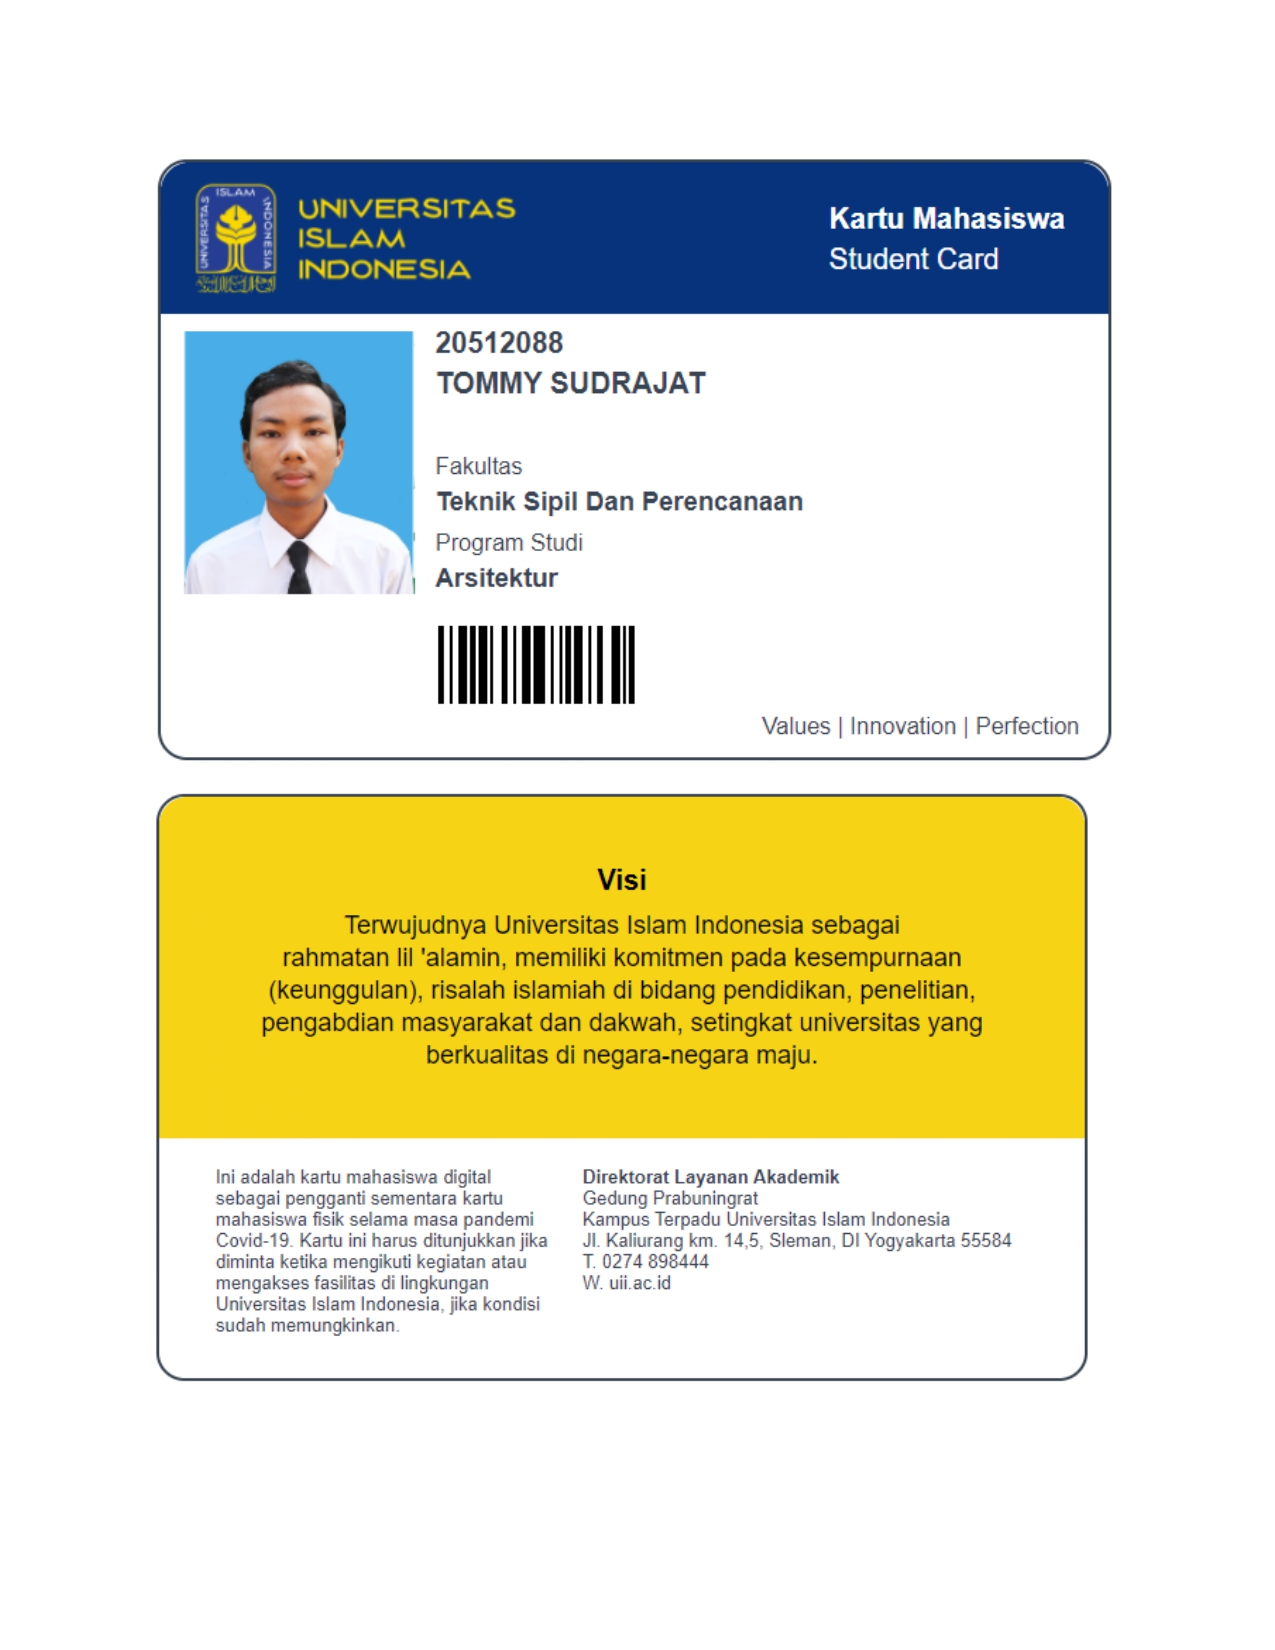 UNIVERSITAS ISLAM INDONESIA
UNIVERSITAS
ISLAM
INDONESIA
Kartu Mahasiswa
Student Card
20512088
TOMMY SUDRAJAT
Fakultas
Teknik Sipil Dan Perencanaan
Program Studi
Arsitektur
Values | Innovation | Perfection
Visi
Terwujudnya Universitas Islam Indonesia sebagai
rahmatan lil 'alamin, memiliki komitmen pada kesempurnaan
(keunggulan), risalah islamiah di bidang pendidikan, penelitian,
pengabdian masyarakat dan dakwah, setingkat universitas yang
berkualitas di negara-negara maju.
Ini adalah kartu mahasiswa digital
sebagai pengganti sementara kartu
mahasiswa fisik selama masa pandemi
Covid-19. Kartu ini harus ditunjukkan jika
diminta ketika mengikuti kegiatan atau
mengakses fasilitas di lingkungan
Universitas Islam Indonesia, jika kondisi
sudah memungkinkan.
Direktorat Layanan Akademik
Gedung Prabuningrat
Kampus Terpadu Universitas Islam Indonesia
Jl. Kaliurang km. 14,5, Sleman, DI Yogyakarta 55584
T. 0274 898444
W. uii.ac.id